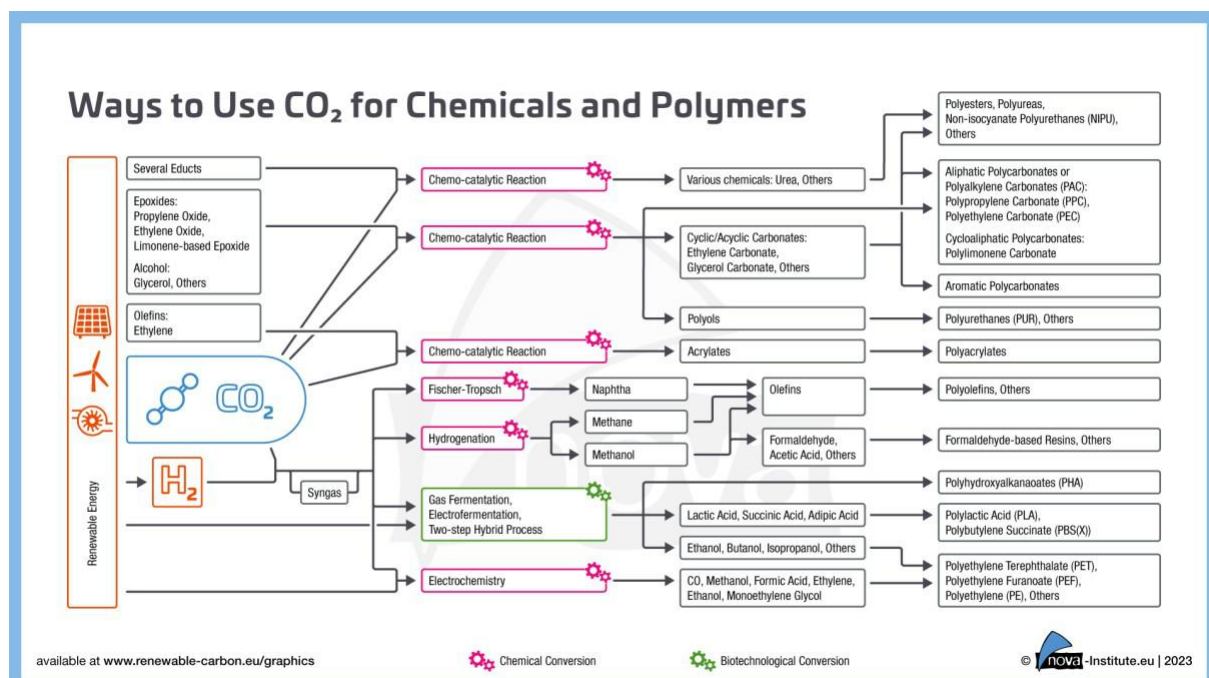 Ways to Use CO₂ for Chemicals and Polymers
Renewable Energy
Several Educts
Epoxides:
Propylene Oxide,
Ethylene Oxide,
Limonene-based Epoxide
Alcohol:
Glycerol, Others
Olefins:
Ethylene
CO₂
H₂
Syngas
Chemo-catalytic Reaction
Chemo-catalytic Reaction
Chemo-catalytic Reaction
Fischer-Tropsch
Hydrogenation
Gas Fermentation,
Electrofermentation,
Two-step Hybrid Process
Electrochemistry
Various chemicals: Urea, Others
Cyclic/Acyclic Carbonates:
Ethylene Carbonate,
Glycerol Carbonate, Others
Polyols
Acrylates
Naphtha
Methane
Methanol
Olefins
Formaldehyde,
Acetic Acid, Others
Lactic Acid, Succinic Acid, Adipic Acid
Ethanol, Butanol, Isopropanol, Others
CO, Methanol, Formic Acid, Ethylene,
Ethanol, Monoethylene Glycol
Polyesters, Polyureas,
Non-isocyanate Polyurethanes (NIPU),
Others
Aliphatic Polycarbonates or
Polyalkylene Carbonates (PAC):
Polypropylene Carbonate (PPC),
Polyethylene Carbonate (PEC)
Cycloaliphatic Polycarbonates:
Polylimonene Carbonate
Aromatic Polycarbonates
Polyurethanes (PUR), Others
Polyacrylates
Polyolefins, Others
Formaldehyde-based Resins, Others
Polyhydroxyalkanaoates (PHA)
Polylactic Acid (PLA),
Polybutylene Succinate (PBS(X))
Polyethylene Terephthalate (PET),
Polyethylene Furanoate (PEF),
Polyethylene (PE), Others
nova
available at www.renewable-carbon.eu/graphics
Chemical Conversion
Biotechnological Conversion
© nova-Institute.eu | 2023